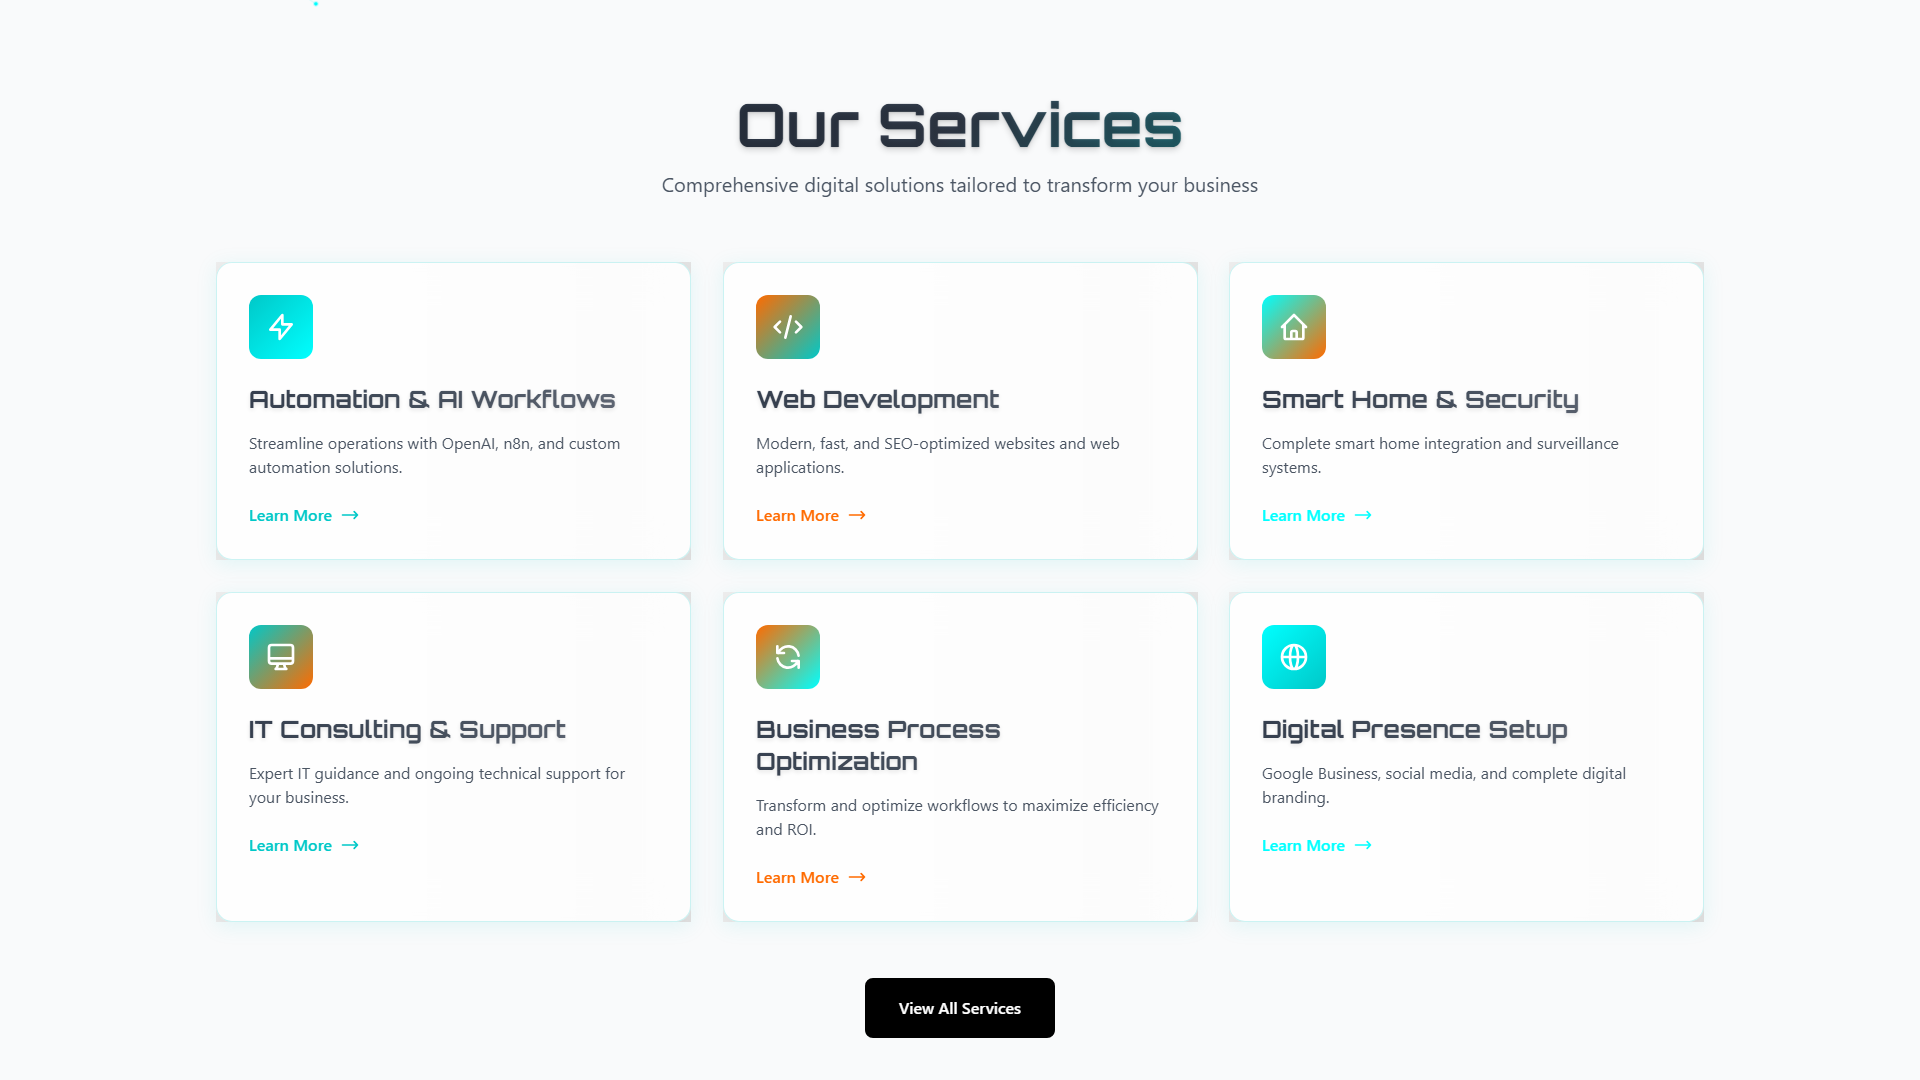 Our Services
Comprehensive digital solutions tailored to transform your business
Automation & AI Workflows
Streamline operations with OpenAI, n8n, and custom
automation solutions.
Learn More
Web Development
Modern, fast, and SEO-optimized websites and web
applications.
Learn More
Smart Home & Security
Complete smart home integration and surveillance
systems.
Learn More
IT Consulting & Support
Expert IT guidance and ongoing technical support for
your business.
Learn More
Business Process
Optimization
Transform and optimize workflows to maximize efficiency
and ROI.
Learn More
Digital Presence Setup
Google Business, social media, and complete digital
branding.
Learn More
View All Services